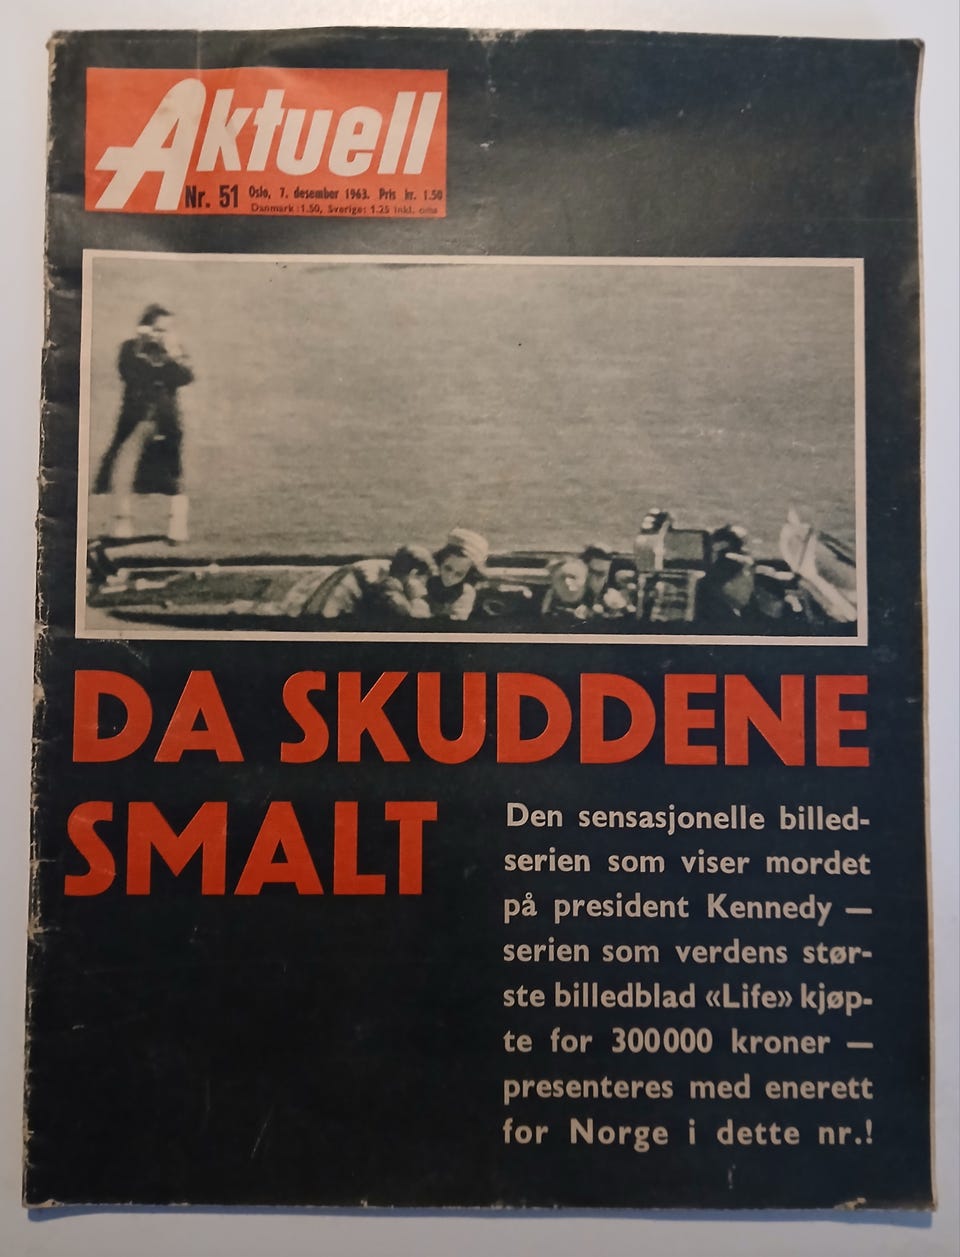 Aktuell
Nr. 51 Oslo, 7. desember 1963. Pris kr. 1.50
Danmark: 1.50, Sverige: 1.25 inkl. oms
DA SKUDDENE
SMALT
Den sensasjonelle billed-
serien som viser mordet
på president Kennedy —
serien som verdens stør-
ste billedblad «Life» kjøp-
te for 300000 kroner —
presenteres med enerett
for Norge i dette nr.!